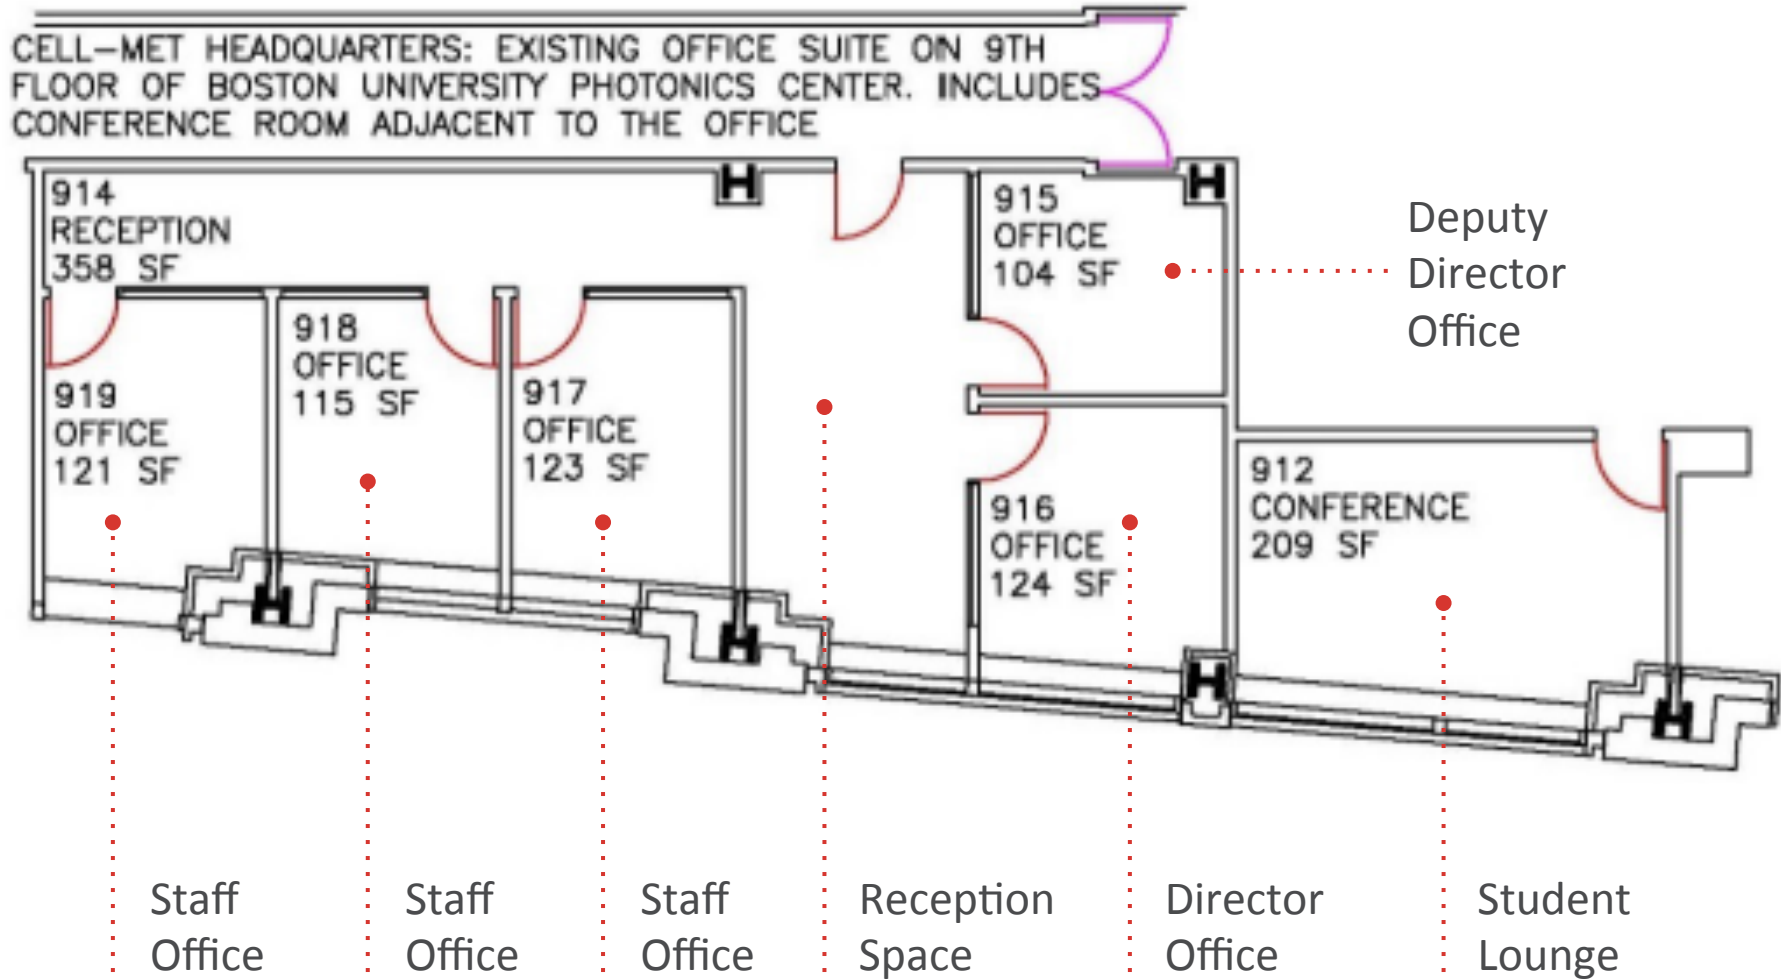 CELL-MET HEADQUARTERS: EXISTING OFFICE SUITE ON 9TH
FLOOR OF BOSTON UNIVERSITY PHOTONICS CENTER. INCLUDES
CONFERENCE ROOM ADJACENT TO THE OFFICE
914
RECEPTION
358 SF
915
OFFICE
104 SF
Deputy
Director
Office
919
OFFICE
121 SF
918
OFFICE
115 SF
917
OFFICE
123 SF
916
OFFICE
124 SF
912
CONFERENCE
209 SF
Staff
Office
Staff
Office
Staff
Office
Reception
Space
Director
Office
Student
Lounge